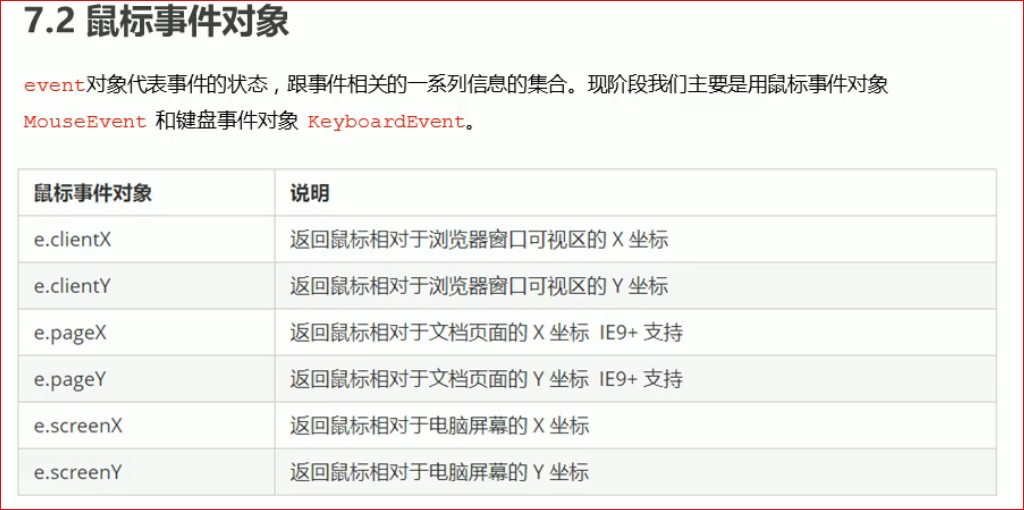 7.2 鼠标事件对象
event对象代表事件的状态，跟事件相关的一系列信息的集合。现阶段我们主要是用鼠标事件对象
MouseEvent 和键盘事件对象 KeyboardEvent。
鼠标事件对象 说明
e.clientX 返回鼠标相对于浏览器窗口可视区的 X 坐标
e.clientY 返回鼠标相对于浏览器窗口可视区的 Y 坐标
e.pageX 返回鼠标相对于文档页面的 X 坐标 IE9+ 支持
e.pageY 返回鼠标相对于文档页面的 Y 坐标 IE9+ 支持
e.screenX 返回鼠标相对于电脑屏幕的 X 坐标
e.screenY 返回鼠标相对于电脑屏幕的 Y 坐标